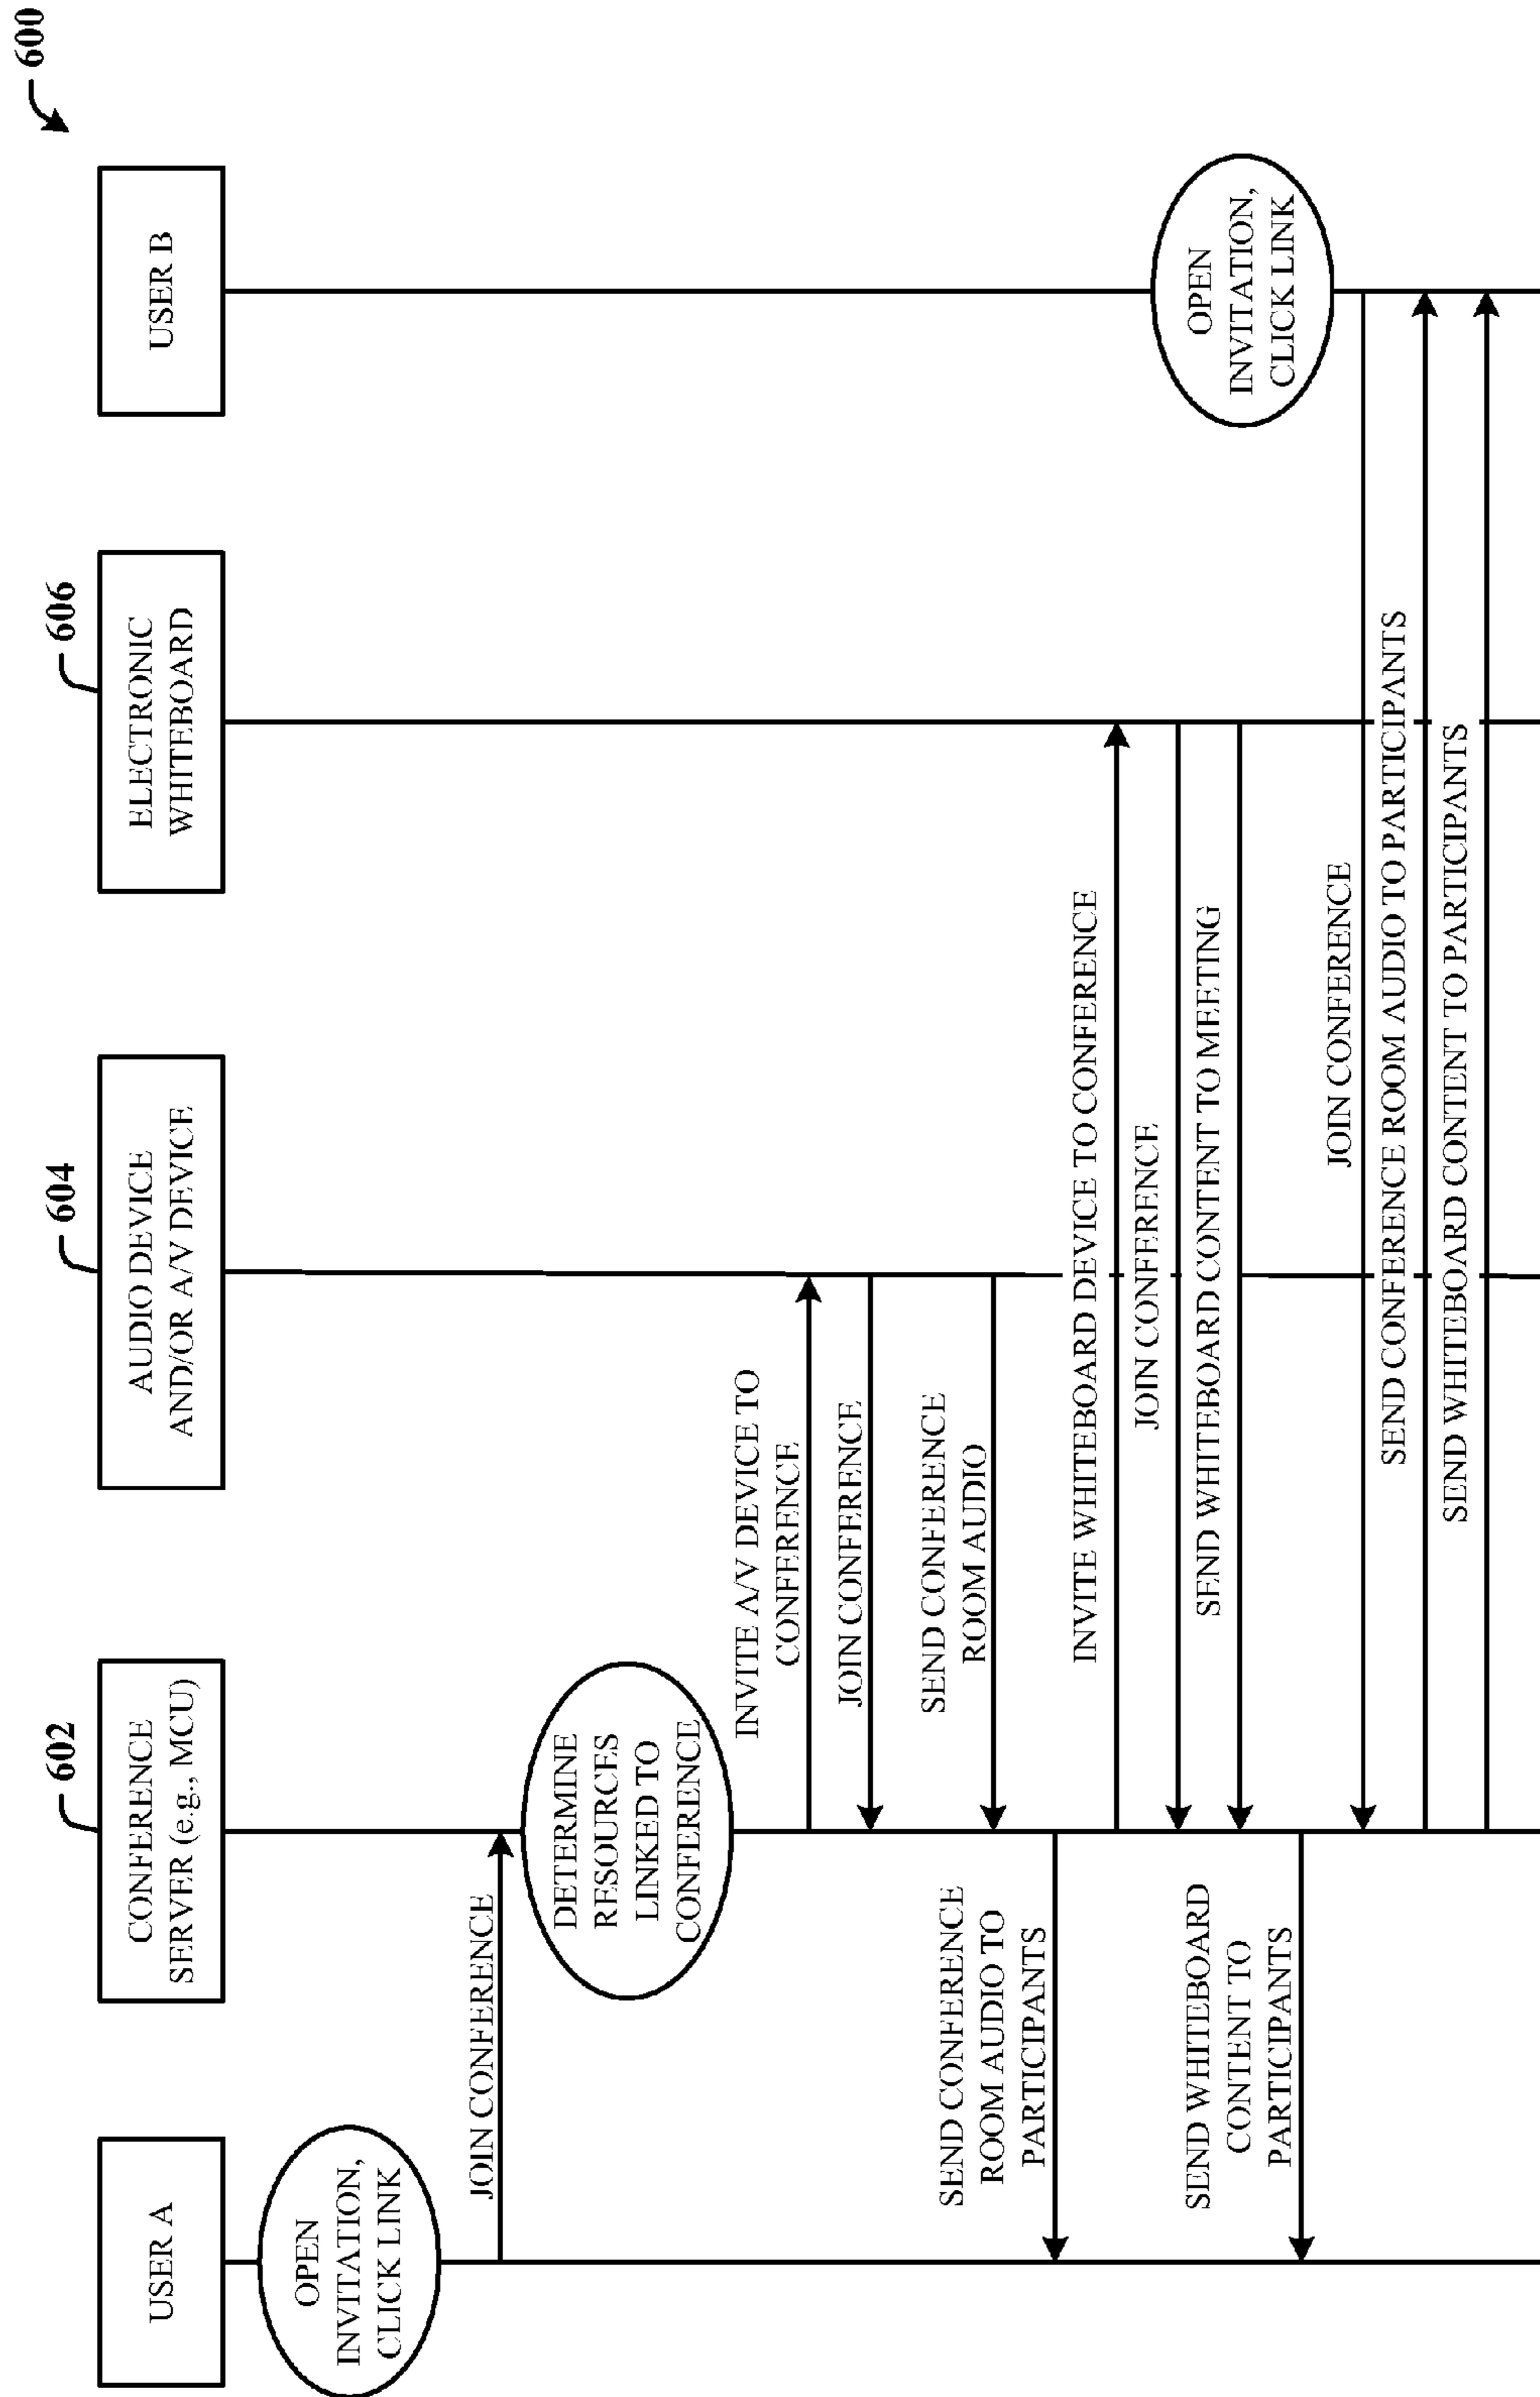 600
602
604
606
USER A
CONFERENCE
SERVER (e.g., MCU)
AUDIO DEVICE
AND/OR A/V DEVICE
ELECTRONIC
WHITEBOARD
USER B
OPEN
INVITATION,
CLICK LINK
JOIN CONFERENCE
DETERMINE
RESOURCES
LINKED TO
CONFERENCE
INVITE A/V DEVICE TO
CONFERENCE
JOIN CONFERENCE
SEND CONFERENCE
ROOM AUDIO
SEND CONFERENCE
ROOM AUDIO TO
PARTICIPANTS
INVITE WHITEBOARD DEVICE TO CONFERENCE
JOIN CONFERENCE
SEND WHITEBOARD CONTENT TO MEETING
SEND WHITEBOARD
CONTENT TO
PARTICIPANTS
OPEN
INVITATION,
CLICK LINK
JOIN CONFERENCE
SEND CONFERENCE ROOM AUDIO TO PARTICIPANTS
SEND WHITEBOARD CONTENT TO PARTICIPANTS